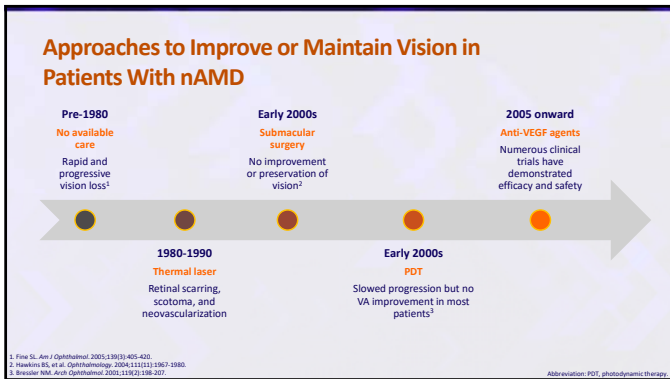 Approaches to Improve or Maintain Vision in
Patients With nAMD
Pre-1980
No available
care
Rapid and
progressive
vision loss1
Early 2000s
Submacular
surgery
No improvement
or preservation of
vision2
2005 onward
Anti-VEGF agents
Numerous clinical
trials have
demonstrated
efficacy and safety
1980-1990
Thermal laser
Retinal scarring,
scotoma, and
neovascularization
Early 2000s
PDT
Slowed progression but no
VA improvement in most
patients3
1. Fine SL. Am J Ophthalmol. 2005;139(3):405-420.
2. Hawkins BS, et al. Ophthalmology. 2004;111(11):1967-1980.
3. Bressler NM. Arch Ophthalmol. 2001;119(2):198-207.
Abbreviation: PDT, photodynamic therapy.